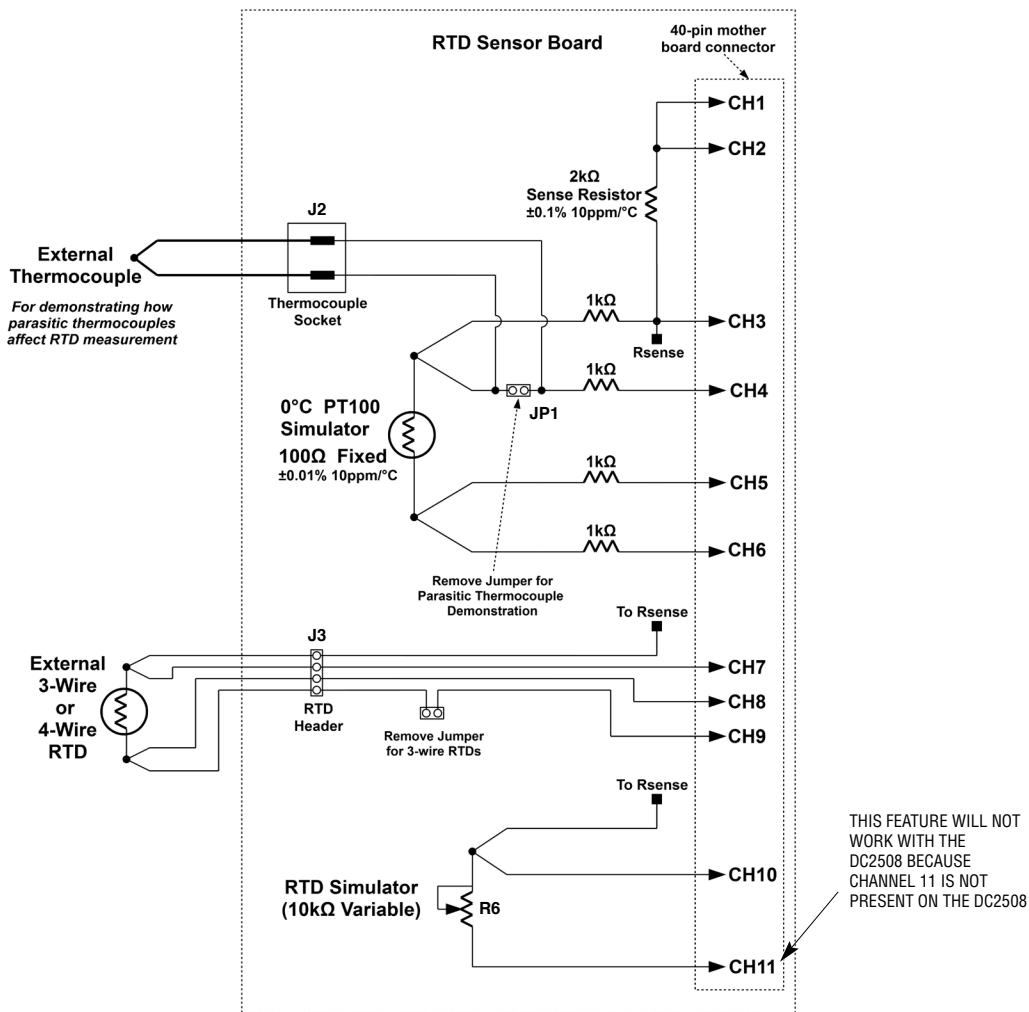 RTD Sensor Board
40-pin mother
board connector
CH1
CH2
2kΩ
Sense Resistor
±0.1% 10ppm/°C
J2
External
Thermocouple
For demonstrating how
parasitic thermocouples
affect RTD measurement
Thermocouple
Socket
1kΩ
CH3
Rsense
1kΩ
CH4
JP1
0°C PT100
Simulator
100Ω Fixed
±0.01% 10ppm/°C
1kΩ
CH5
1kΩ
CH6
Remove Jumper for
Parasitic Thermocouple
Demonstration
To Rsense
J3
External
3-Wire
or
4-Wire
RTD
CH7
CH8
RTD
Header
Remove Jumper
for 3-wire RTDs
CH9
To Rsense
THIS FEATURE WILL NOT
WORK WITH THE
DC2508 BECAUSE
CHANNEL 11 IS NOT
PRESENT ON THE DC2508
CH10
RTD Simulator
(10kΩ Variable)
R6
CH11